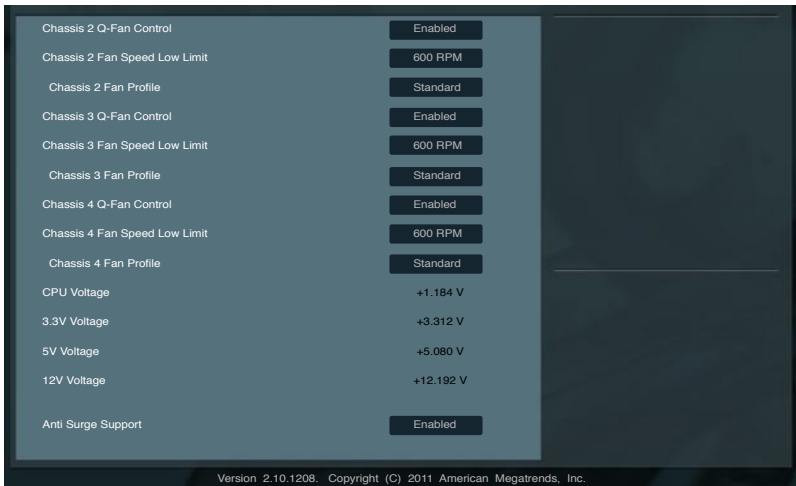 Chassis 2 Q-Fan Control Enabled
Chassis 2 Fan Speed Low Limit 600 RPM
Chassis 2 Fan Profile Standard
Chassis 3 Q-Fan Control Enabled
Chassis 3 Fan Speed Low Limit 600 RPM
Chassis 3 Fan Profile Standard
Chassis 4 Q-Fan Control Enabled
Chassis 4 Fan Speed Low Limit 600 RPM
Chassis 4 Fan Profile Standard
CPU Voltage +1.184 V
3.3V Voltage +3.312 V
5V Voltage +5.080 V
12V Voltage +12.192 V
Anti Surge Support Enabled
Version 2.10.1208. Copyright (C) 2011 American Megatrends, Inc.